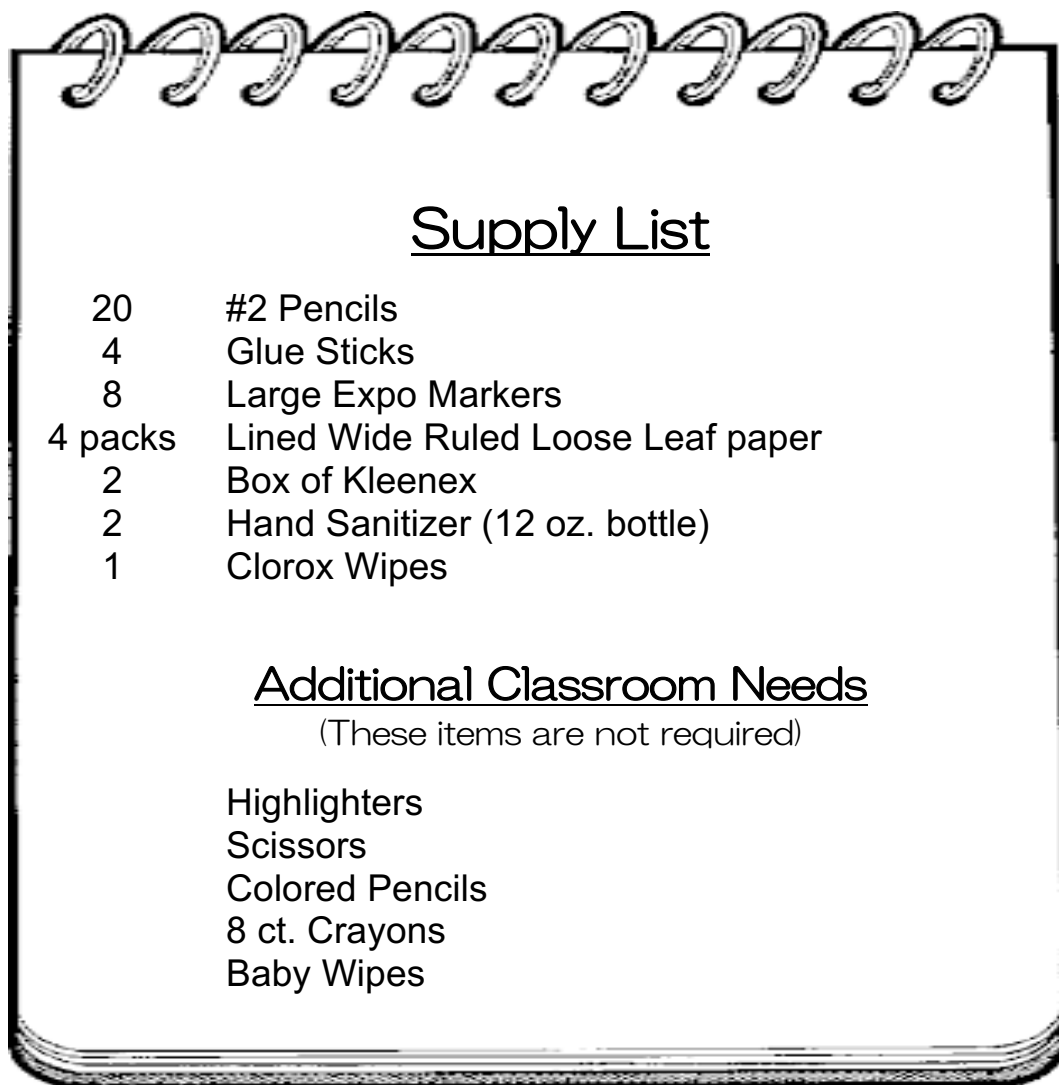 Supply List
20 #2 Pencils
4 Glue Sticks
8 Large Expo Markers
4 packs Lined Wide Ruled Loose Leaf paper
2 Box of Kleenex
2 Hand Sanitizer (12 oz. bottle)
1 Clorox Wipes
Additional Classroom Needs
(These items are not required)
Highlighters
Scissors
Colored Pencils
8 ct. Crayons
Baby Wipes